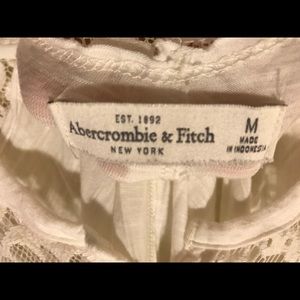 EST. 1892
Abercrombie & Fitch
NEW YORK
M
MADE
IN INDONESIA